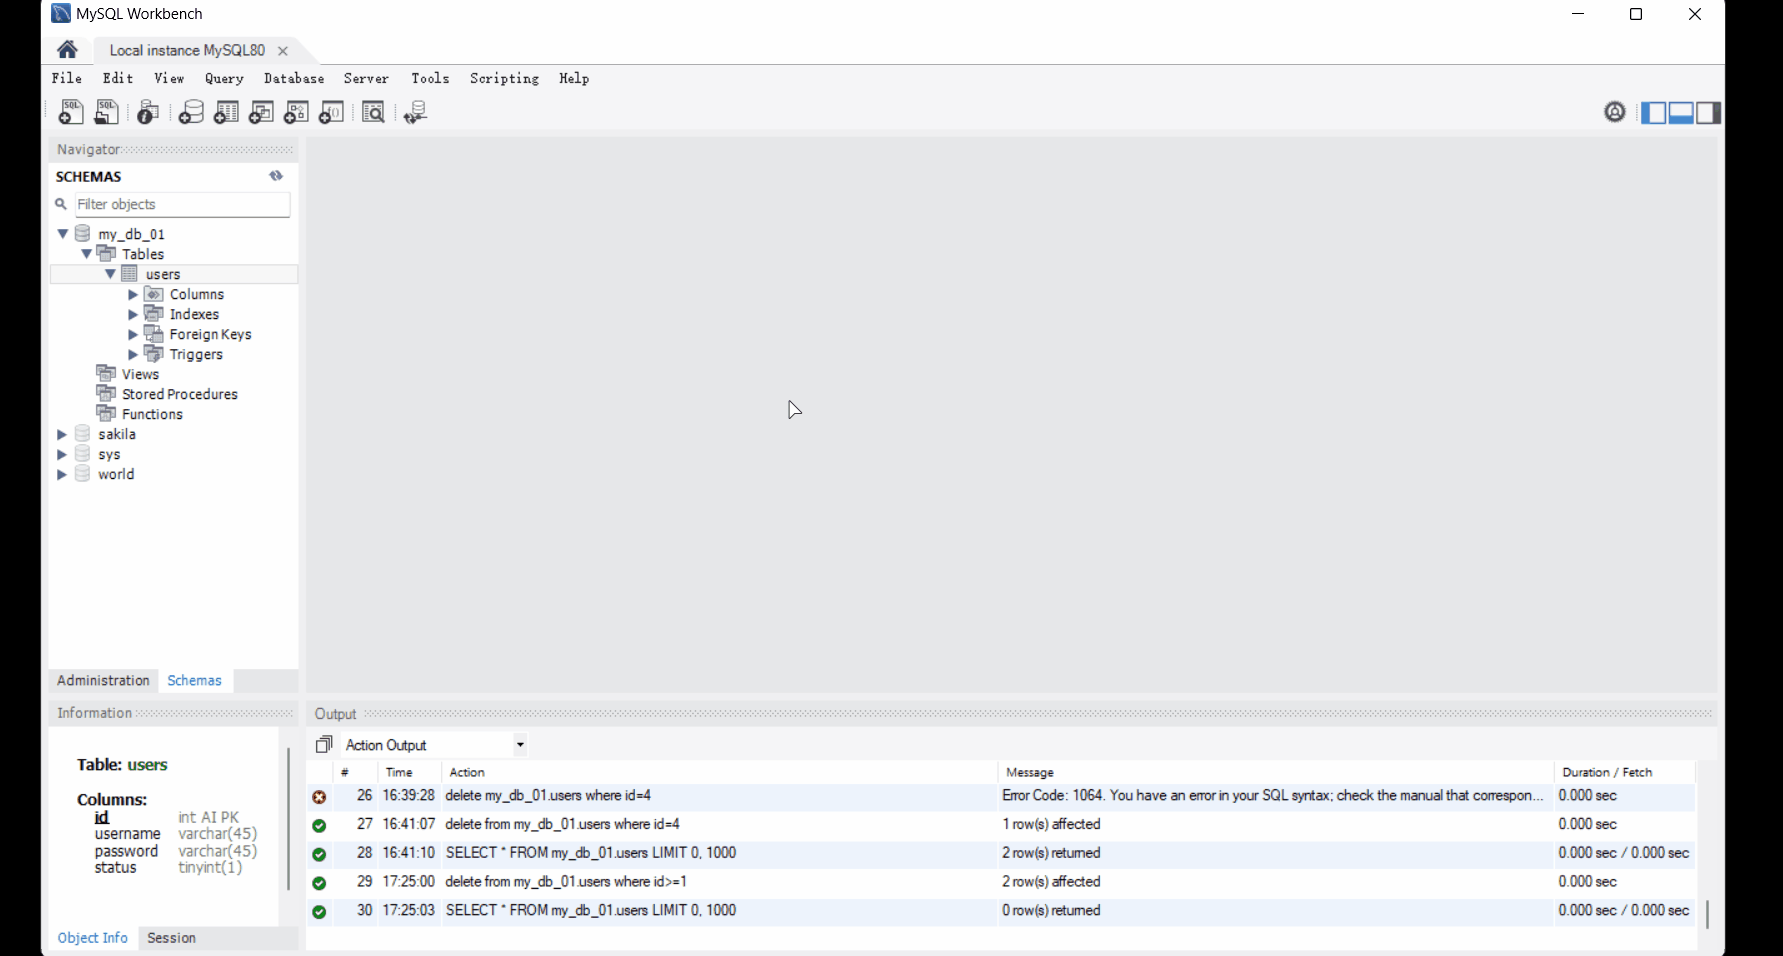 MySQL Workbench
Local instance MySQL80
File Edit View Query Database Server Tools Scripting Help
Navigator
SCHEMAS
Filter objects
my_db_01
Tables
users
Columns
Indexes
Foreign Keys
Triggers
Views
Stored Procedures
Functions
sakila
sys
world
Administration Schemas
Information
Table: users
Columns:
id int AI PK
username varchar(45)
password varchar(45)
status tinyint(1)
Object Info Session
Output
Action Output
# Time Action Message Duration / Fetch
26 16:39:28 delete my_db_01.users where id=4 Error Code: 1064. You have an error in your SQL syntax; check the manual that correspon... 0.000 sec
27 16:41:07 delete from my_db_01.users where id=4 1 row(s) affected 0.000 sec
28 16:41:10 SELECT * FROM my_db_01.users LIMIT 0, 1000 2 row(s) returned 0.000 sec / 0.000 sec
29 17:25:00 delete from my_db_01.users where id>=1 2 row(s) affected 0.000 sec
30 17:25:03 SELECT * FROM my_db_01.users LIMIT 0, 1000 0 row(s) returned 0.000 sec / 0.000 sec